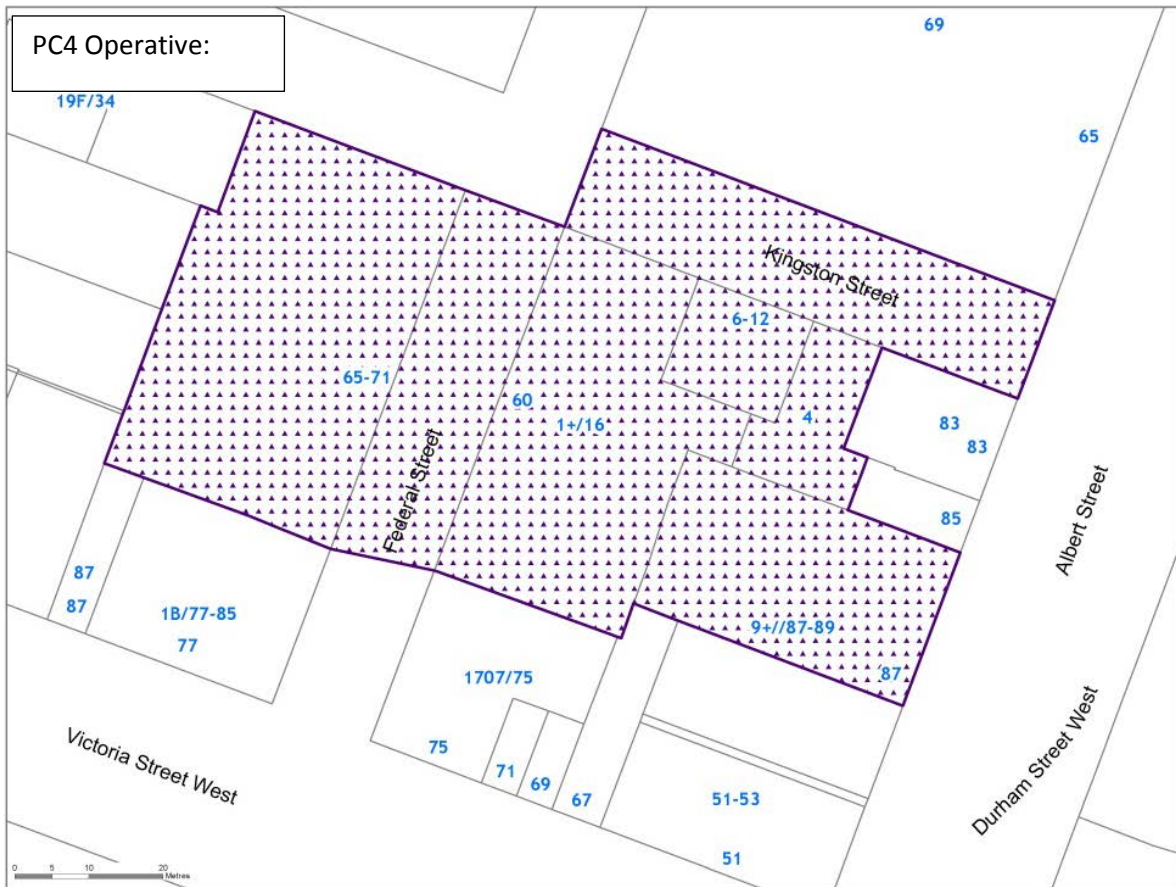 PC4 Operative:
69
19F/34
65
Kingston Street
6-12
65-71
60
1+/16
4
83
83
Federal Street
85
Albert Street
87
87
1B/77-85
77
9+//87-89
87
1707/75
Victoria Street West
75
71
69
67
51-53
51
Durham Street West
0 5 10 20
Metres